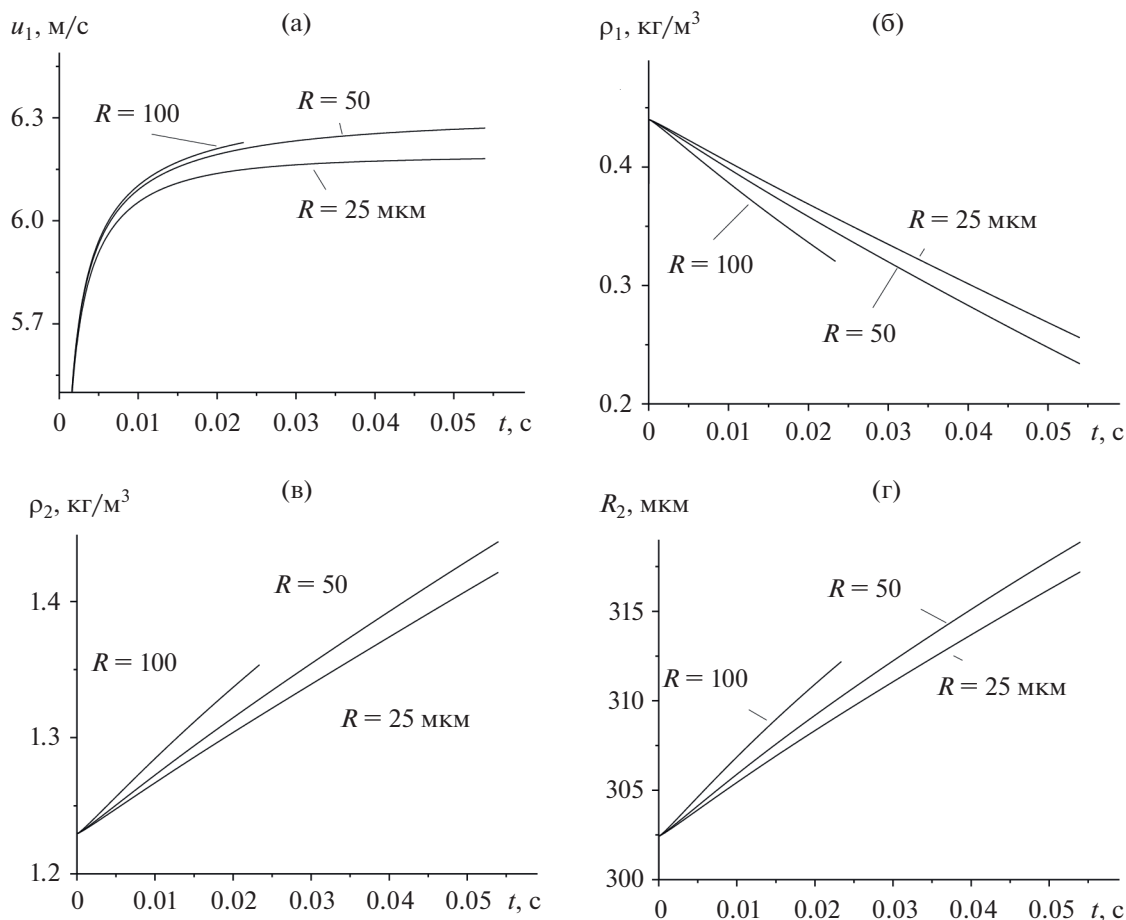 u₁, м/с
(а)
6.3
6.0
5.7
R = 100
R = 50
R = 25 мкм
0 0.01 0.02 0.03 0.04 0.05 t, с
ρ₁, кг/м³
(б)
0.4
0.3
0.2
R = 25 мкм
R = 100
R = 50
0 0.01 0.02 0.03 0.04 0.05 t, с
ρ₂, кг/м³
(в)
1.4
1.3
1.2
R = 50
R = 100
R = 25 мкм
0 0.01 0.02 0.03 0.04 0.05 t, с
R₂, мкм
(г)
315
310
305
300
R = 50
R = 100
R = 25 мкм
0 0.01 0.02 0.03 0.04 0.05 t, с